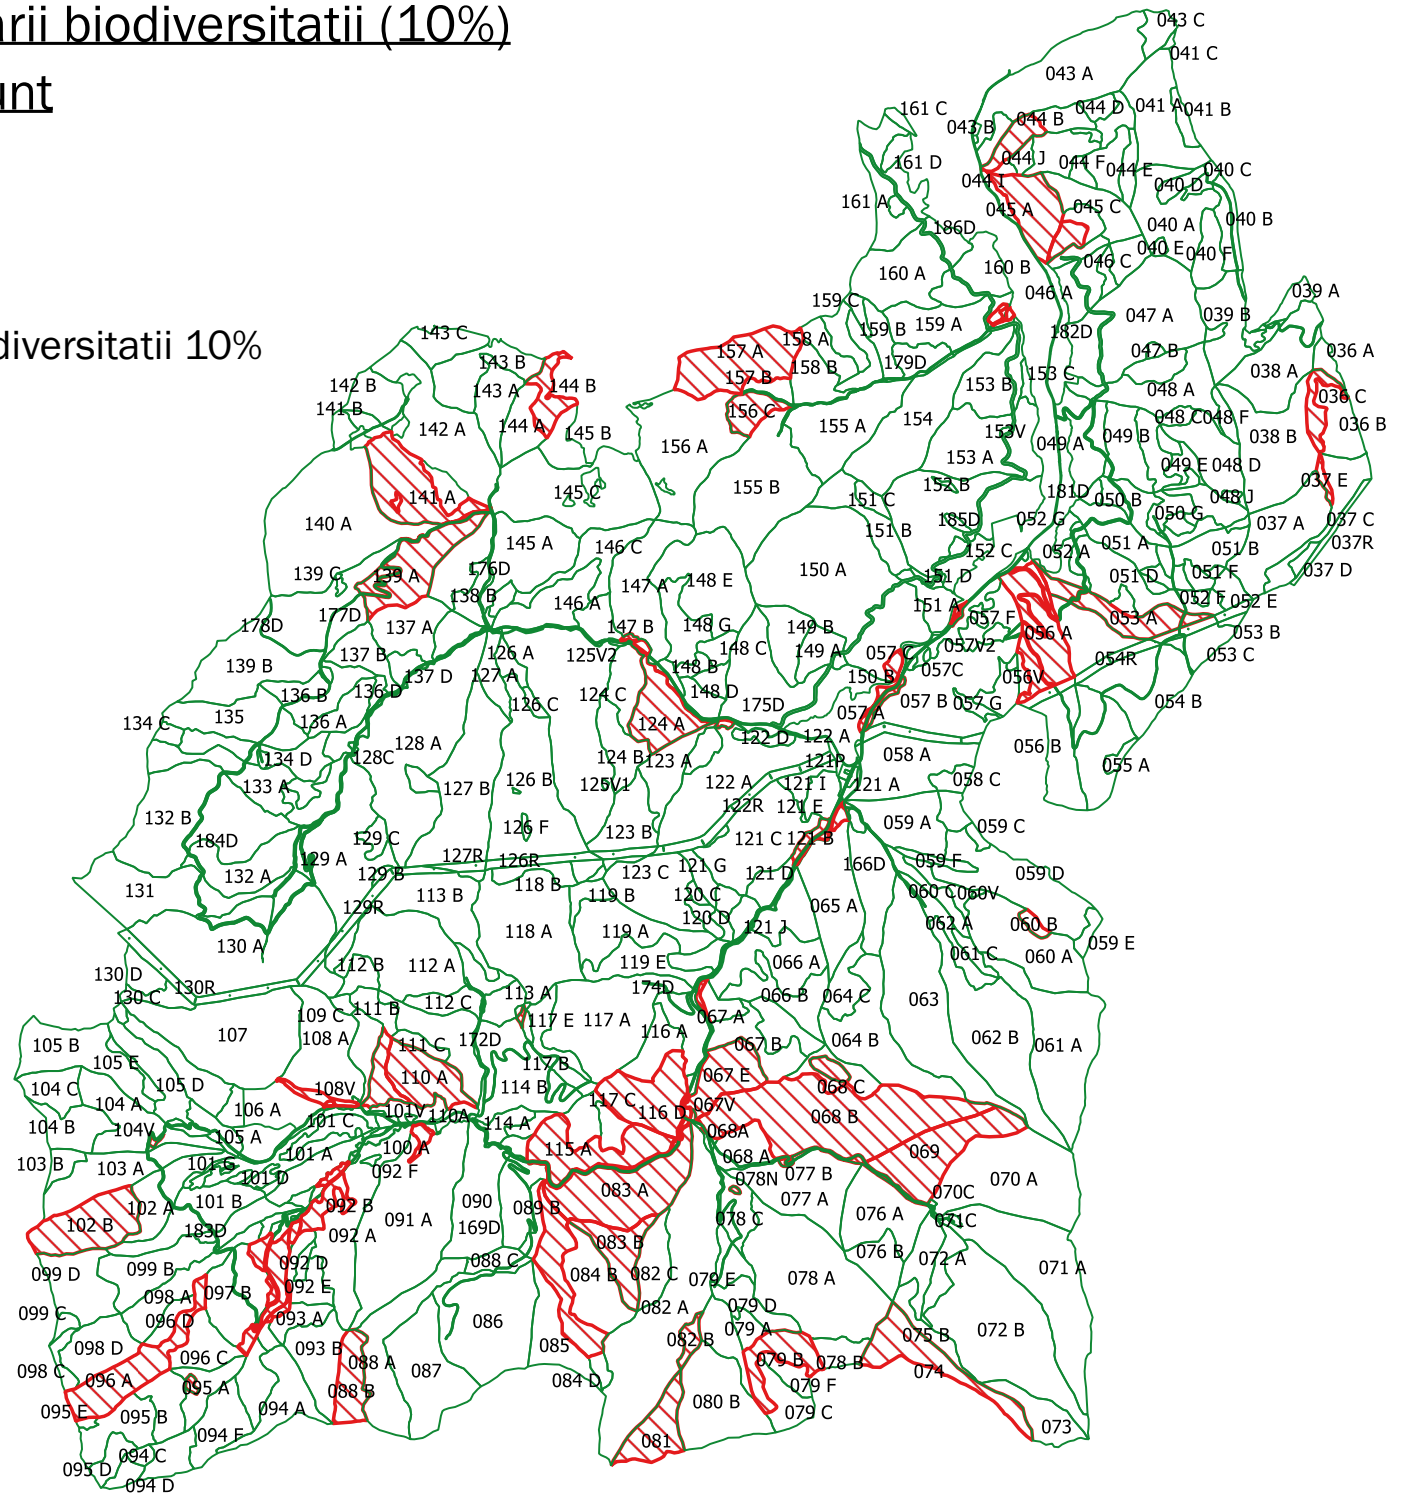 rii biodiversitatii (10%)
unt
diversitatii 10%
043 C
041 C
043 A
161 C
043 B
044 B
044 D
041 A
041 B
161 D
044 J
044 F
044 E
040 C
044 I
040 D
161 A
045 A
045 C
186D
040 A
040 B
040 E
040 F
046 C
160 A
160 B
046 A
039 A
159 C
159 B
159 A
047 A
039 B
143 C
158 A
182D
157 A
047 B
036 A
143 B
158 B
179D
038 A
142 B
143 A
144 B
157 B
153 B
153 C
048 A
036 C
141 B
156 C
142 A
144 A
145 B
156 A
155 A
154
153V
049 A
049 B
048 C
048 F
038 B
036 B
153 A
049 E
048 D
141 A
145 C
155 B
151 C
152 B
181D
050 B
048 J
037 E
140 A
151 B
185D
052 G
050 G
037 A
037 C
145 A
146 C
152 C
052 A
051 A
051 B
037R
139 C
139 A
176D
147 A
148 E
150 A
151 D
051 D
051 F
037 D
138 B
146 A
151 A
052 F
052 E
177D
057 F
053 A
178D
137 A
147 B
148 G
149 B
056 A
053 B
139 B
137 B
126 A
125V2
148 C
149 A
057 C
057V2
054R
053 C
136 B
136 D
137 D
127 A
148 B
150 B
057C
056V
134 C
135
136 A
126 C
124 C
148 D
175D
057 A
057 B
057 G
054 B
128 A
124 A
122 D
122 A
056 B
134 D
128C
124 B
123 A
121P
058 A
055 A
133 A
127 B
126 B
125V1
122 A
121 I
121 A
058 C
132 B
122R
121 E
184D
129 C
126 F
123 B
121 C
121 B
059 A
059 C
129 A
127R
126R
121 G
166D
059 F
131
132 A
129 B
118 B
123 C
121 D
059 D
129R
113 B
119 B
120 C
065 A
060 C
060V
130 A
118 A
119 A
120 D
121 J
062 A
060 B
059 E
130 D
112 B
112 A
119 E
066 A
061 C
060 A
130 C
130R
113 A
174D
066 B
064 C
063
107
109 C
111 B
112 C
117 E
117 A
067 A
105 B
108 A
111 C
172D
116 A
067 B
064 B
062 B
061 A
105 E
117 B
104 C
105 D
108V
110 A
114 B
067 E
068 C
104 A
106 A
101V
110A
117 C
116 D
067V
068 B
104 B
104V
105 A
101 C
114 A
068A
103 B
103 A
101 G
101 A
100 A
115 A
068 A
069
101 D
092 F
078N
077 B
070 A
102 A
101 B
092 B
090
083 A
077 A
070C
102 B
183D
092 A
091 A
169D
089 B
078 C
076 A
071C
099 D
099 B
092 D
088 C
083 B
076 B
072 A
071 A
098 A
097 B
092 E
084 B
082 C
079 E
078 A
099 C
096 D
093 A
086
082 A
079 D
098 D
096 C
093 B
085
082 B
079 A
075 B
072 B
098 C
096 A
088 A
087
084 D
079 B
078 B
074
095 E
095 A
088 B
080 B
079 F
095 B
094 A
079 C
094 F
081
073
094 C
095 D
094 D